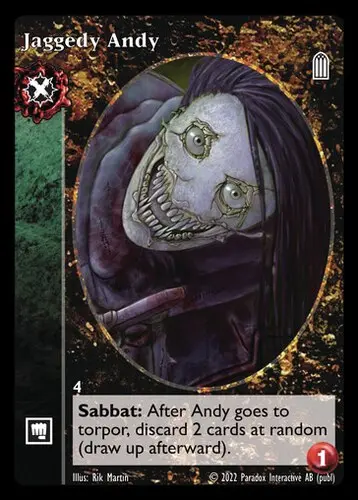 Jaggedy Andy
4
Sabbat: After Andy goes to
torpor, discard 2 cards at random
(draw up afterward).
1
Illus: Rik Martin © 2022 Paradox Interactive AB (publ)